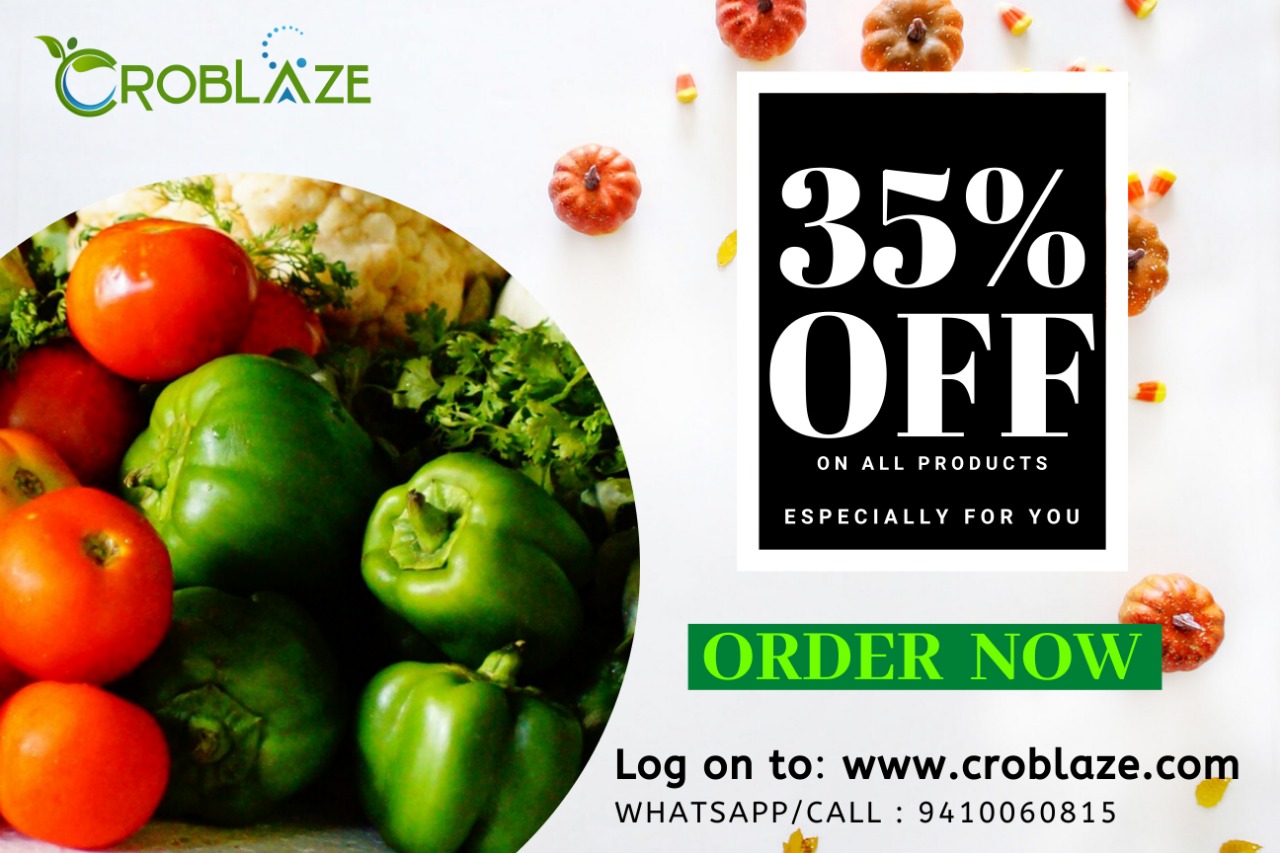 CROBLAZE
35%
OFF
ON ALL PRODUCTS
ESPECIALLY FOR YOU
ORDER NOW
Log on to: www.croblaze.com
WHATSAPP/CALL : 9410060815